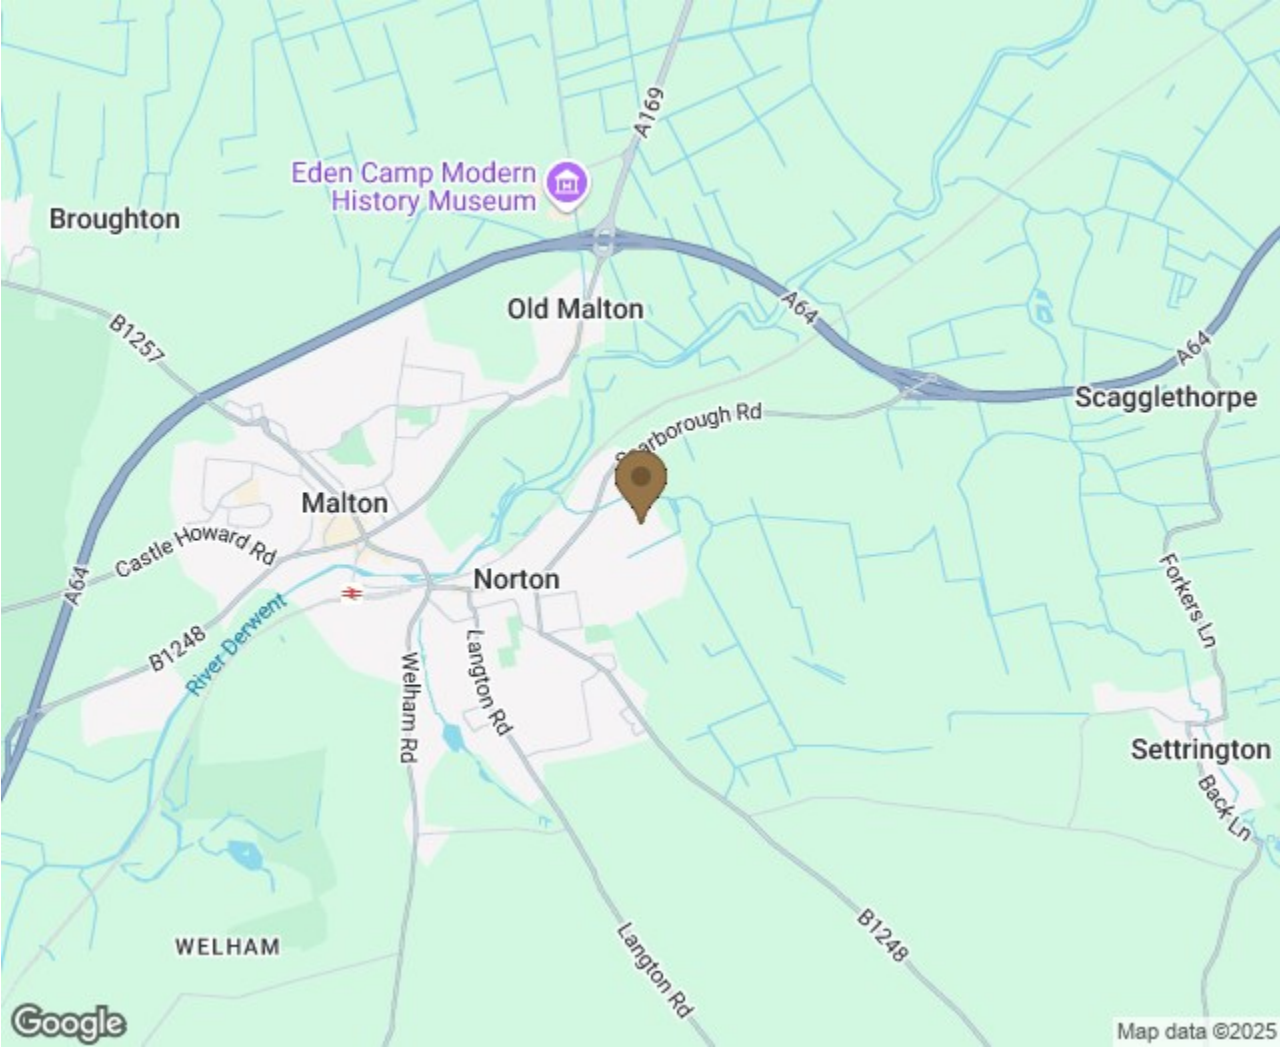 A169
Eden Camp Modern
History Museum
Broughton
Old Malton
A64
B1257
A64
Scagglethorpe
Scarborough Rd
Malton
Castle Howard Rd
Norton
A64
Forkers Ln
B1248
River Derwent
Welham Rd
Langton Rd
Settrington
Back Ln
WELHAM
B1248
Langton Rd
Google
Map data ©2025